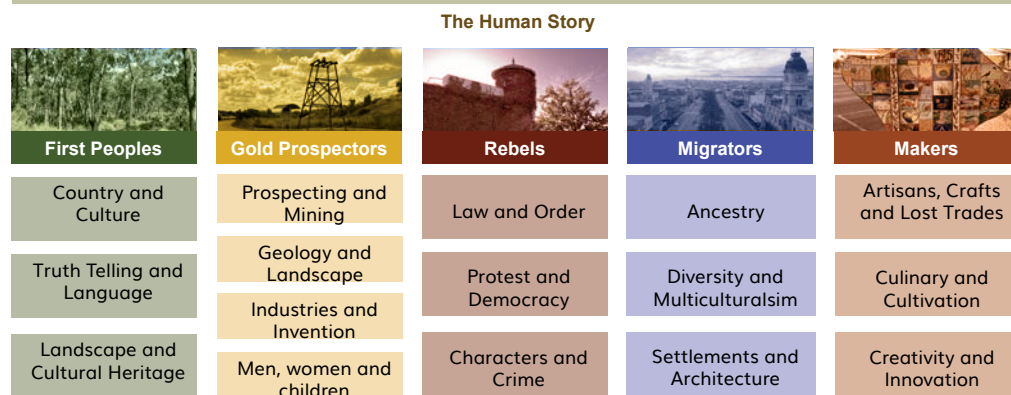 The Human Story
First Peoples
Country and
Culture
Truth Telling and
Language
Landscape and
Cultural Heritage
Gold Prospectors
Prospecting and
Mining
Geology and
Landscape
Industries and
Invention
Men, women and
children
Rebels
Law and Order
Protest and
Democracy
Characters and
Crime
Migrators
Ancestry
Diversity and
Multiculturalsim
Settlements and
Architecture
Makers
Artisans, Crafts
and Lost Trades
Culinary and
Cultivation
Creativity and
Innovation